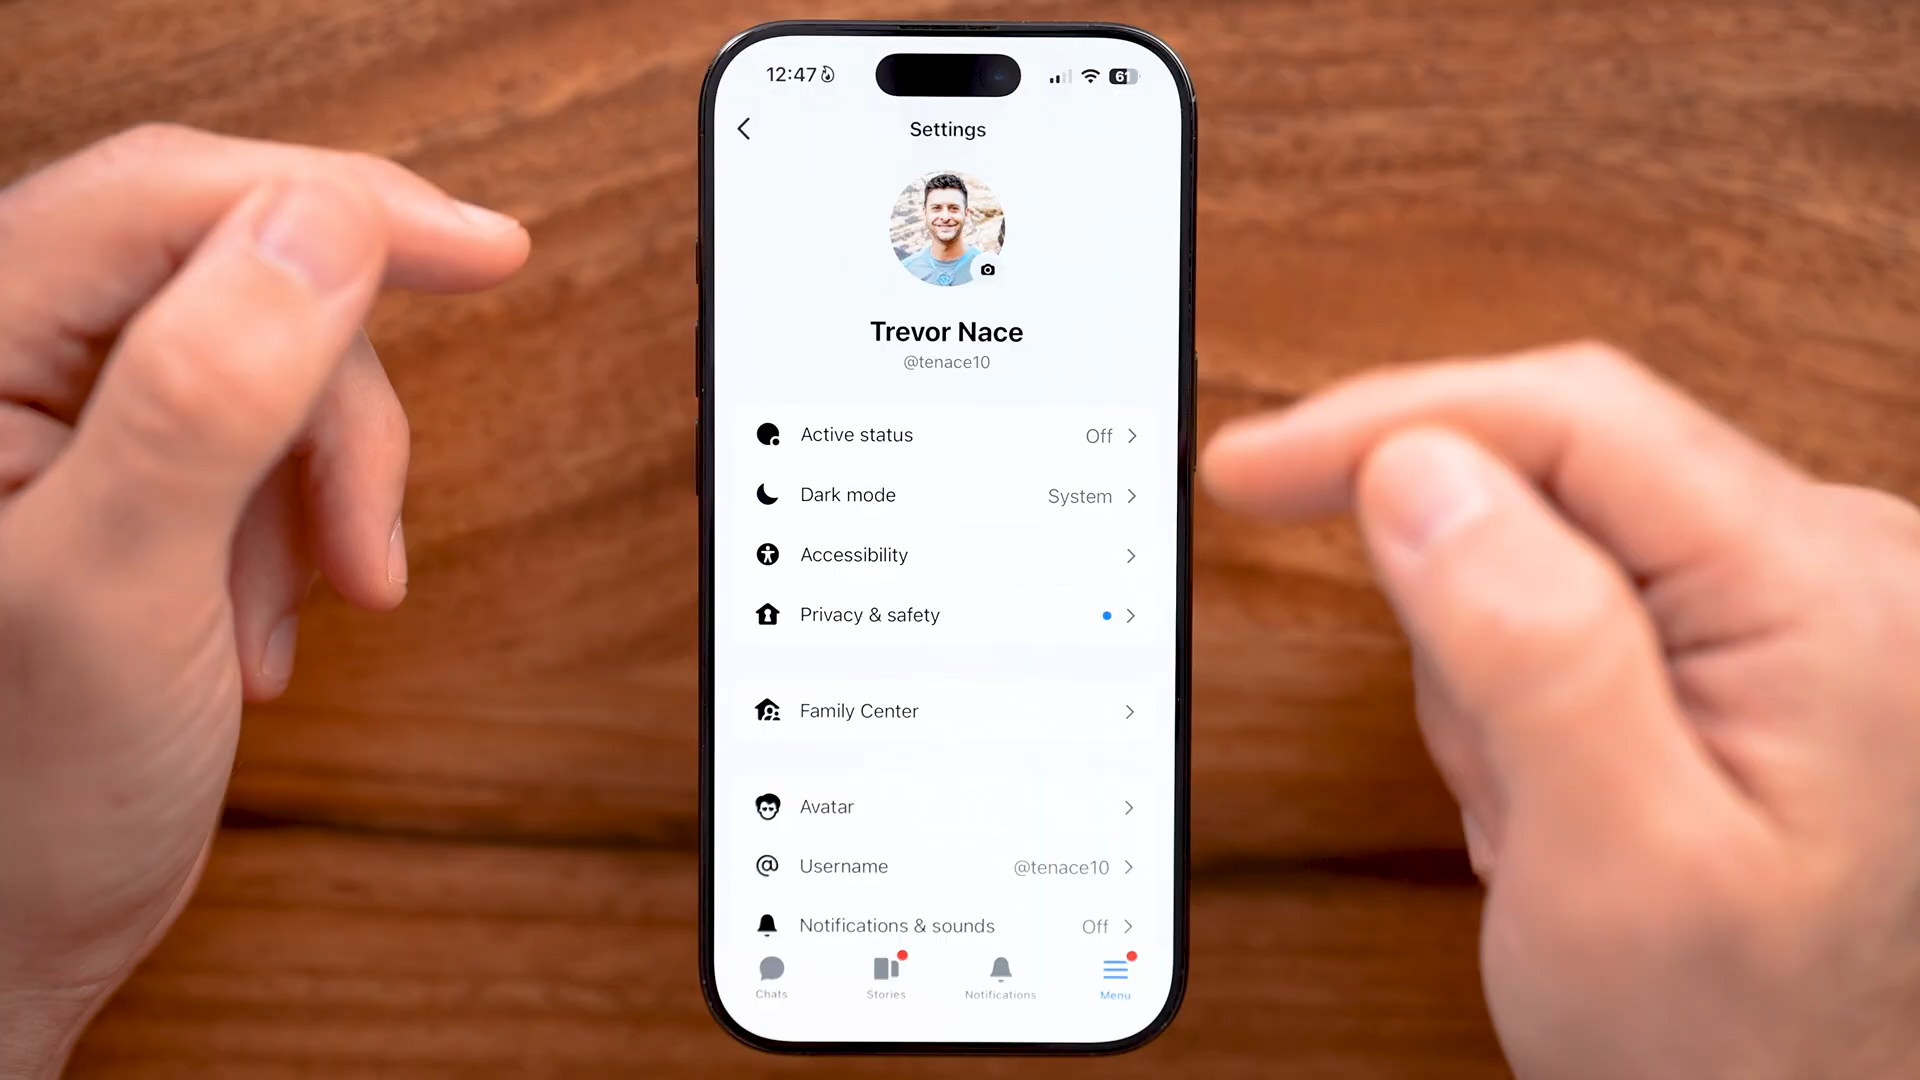 12:47 61
Settings
Trevor Nace
@tenace10
Active status Off
Dark mode System
Accessibility
Privacy & safety
Family Center
Avatar
Username @tenace10
Notifications & sounds Off
Chats Stories Notifications Menu